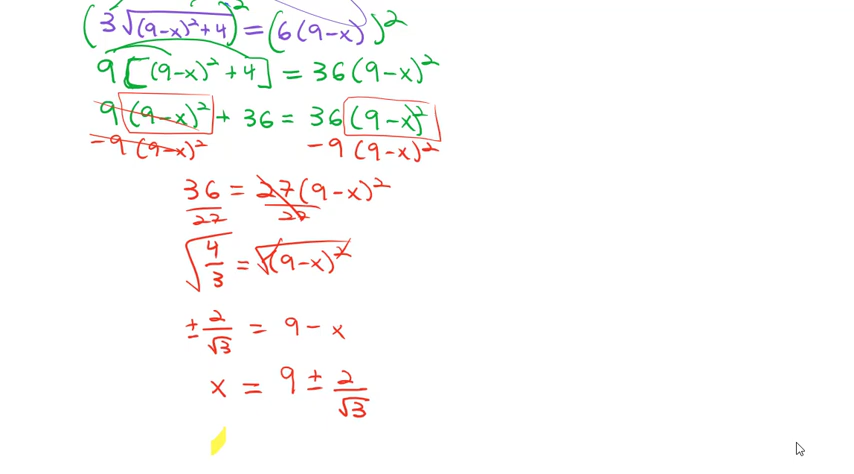 (3√((9-x)²+4))² = (6(9-x))²
9[(9-x)²+4] = 36(9-x)²
9(9-x)² + 36 = 36(9-x)²
-9(9-x)² -9(9-x)²
36/27 = 27(9-x)²/27
√(4/3) = √(9-x)²
± 2/√3 = 9-x
x = 9 ± 2/√3